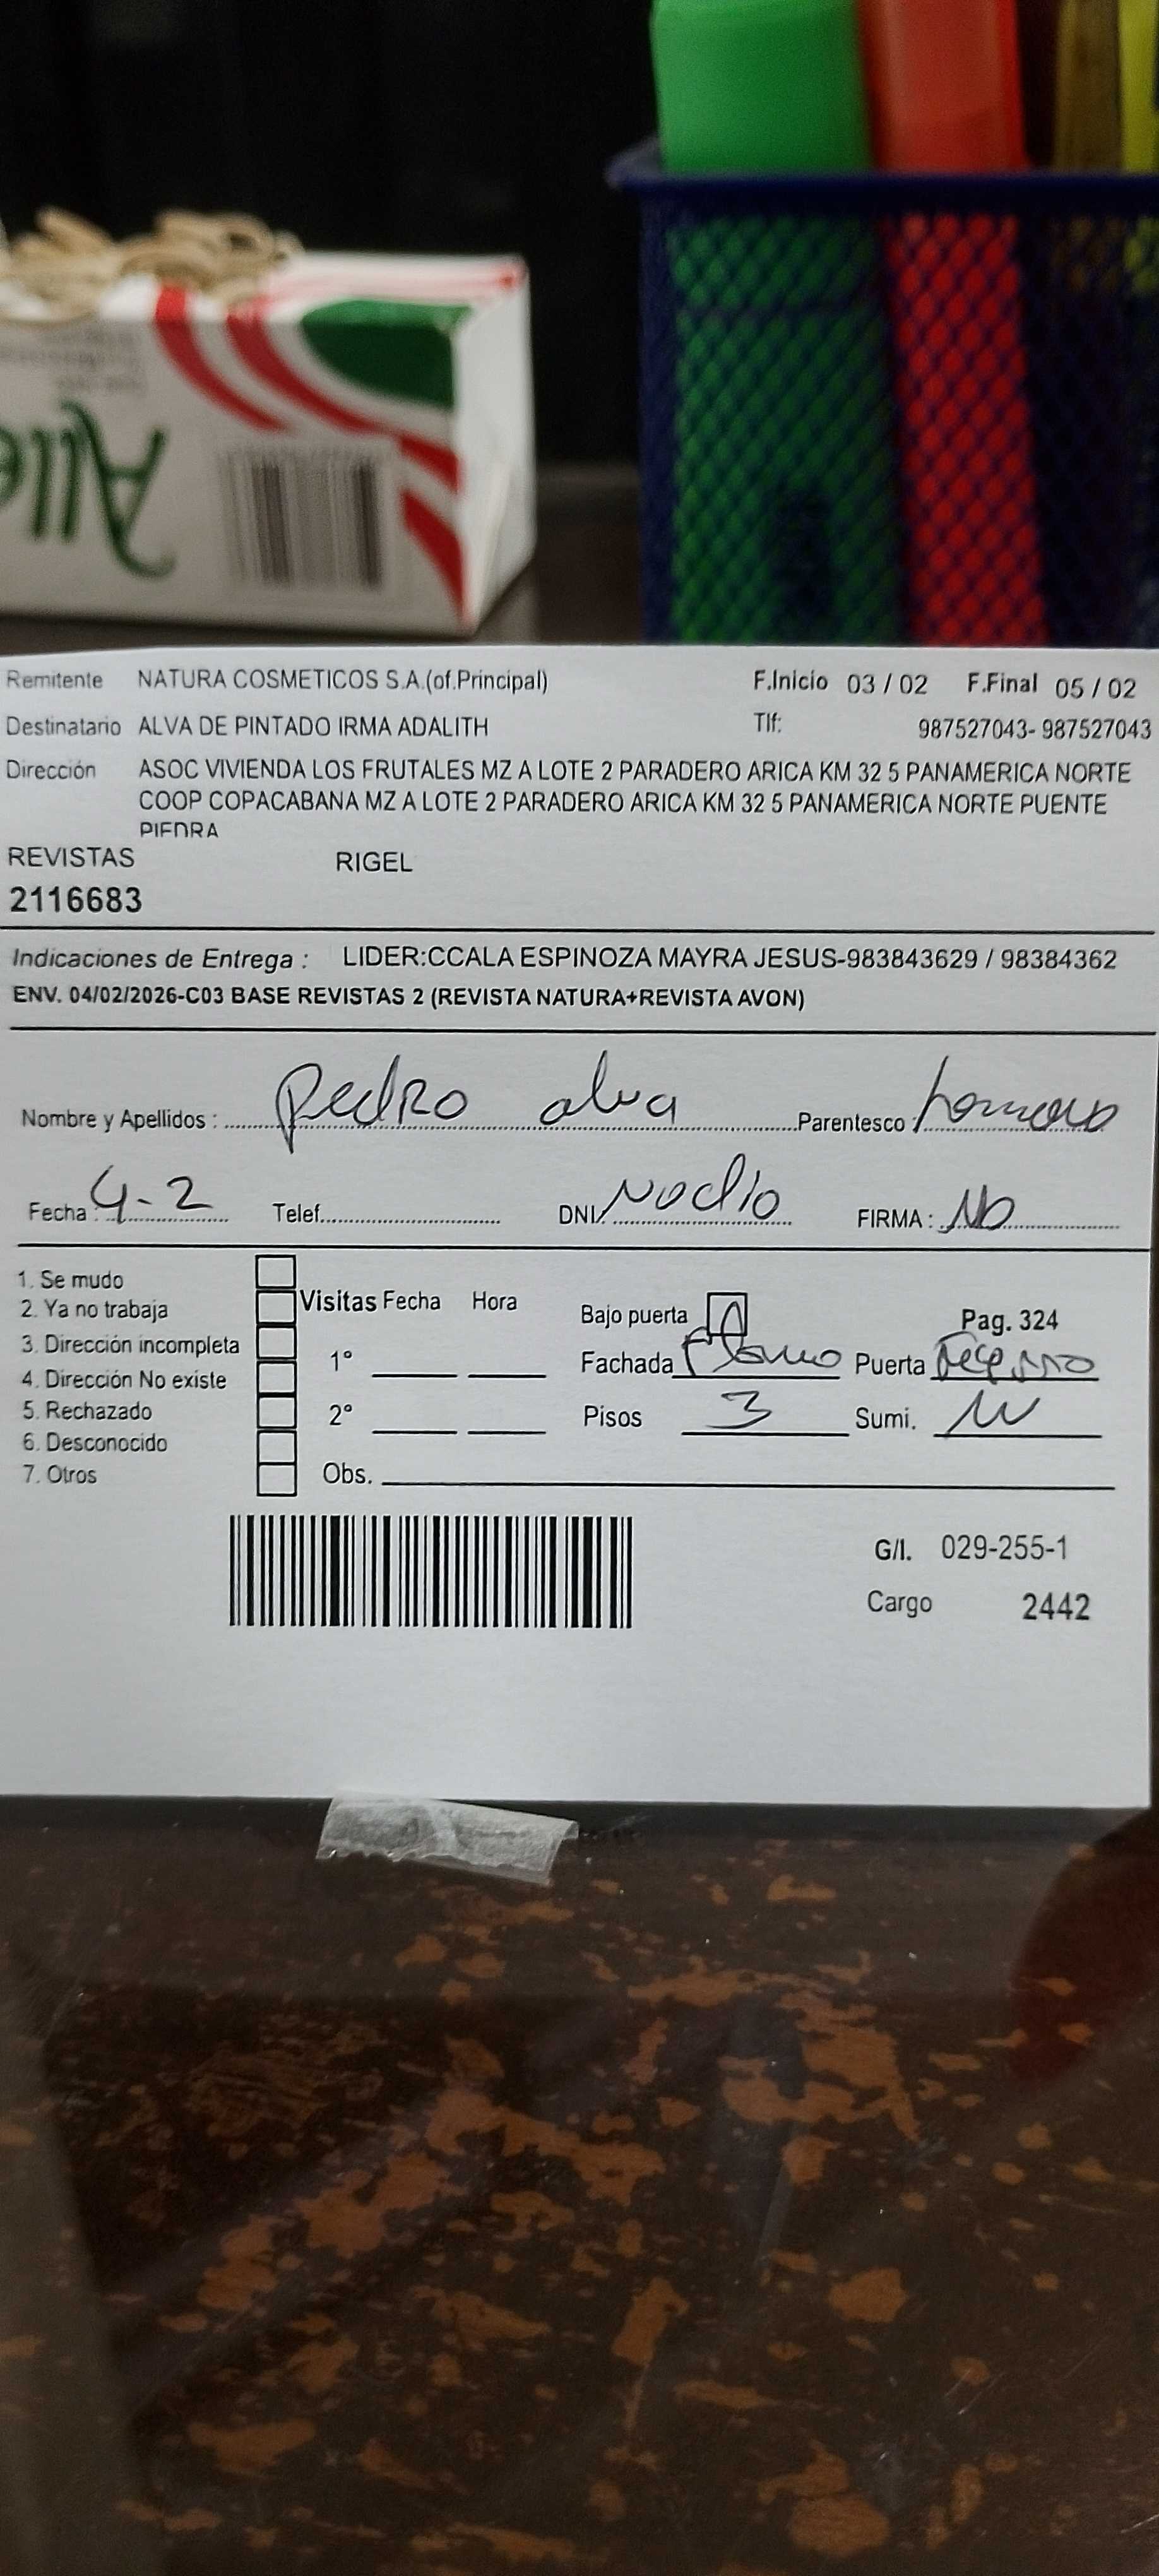 Alle
Remitente NATURA COSMETICOS S.A.(of.Principal) F.Inicio 03 / 02 F.Final 05 / 02
Destinatario ALVA DE PINTADO IRMA ADALITH Tlf: 987527043- 987527043
Dirección ASOC VIVIENDA LOS FRUTALES MZ A LOTE 2 PARADERO ARICA KM 32 5 PANAMERICA NORTE
COOP COPACABANA MZ A LOTE 2 PARADERO ARICA KM 32 5 PANAMERICA NORTE PUENTE
PIEDRA
REVISTAS RIGEL
2116683
Indicaciones de Entrega : LIDER:CCALA ESPINOZA MAYRA JESUS-983843629 / 98384362
ENV. 04/02/2026-C03 BASE REVISTAS 2 (REVISTA NATURA+REVISTA AVON)
Nombre y Apellidos : Pedro alva Parentesco :
Fecha : 4-2 Telef. DNI/ No dio FIRMA : No
1. Se mudo
2. Ya no trabaja Visitas Fecha Hora Bajo puerta Pag. 324
3. Dirección incompleta 1° Fachada Puerta
4. Dirección No existe
5. Rechazado 2° Pisos 3 Sumi.
6. Desconocido
7. Otros Obs.
G/I. 029-255-1
Cargo 2442